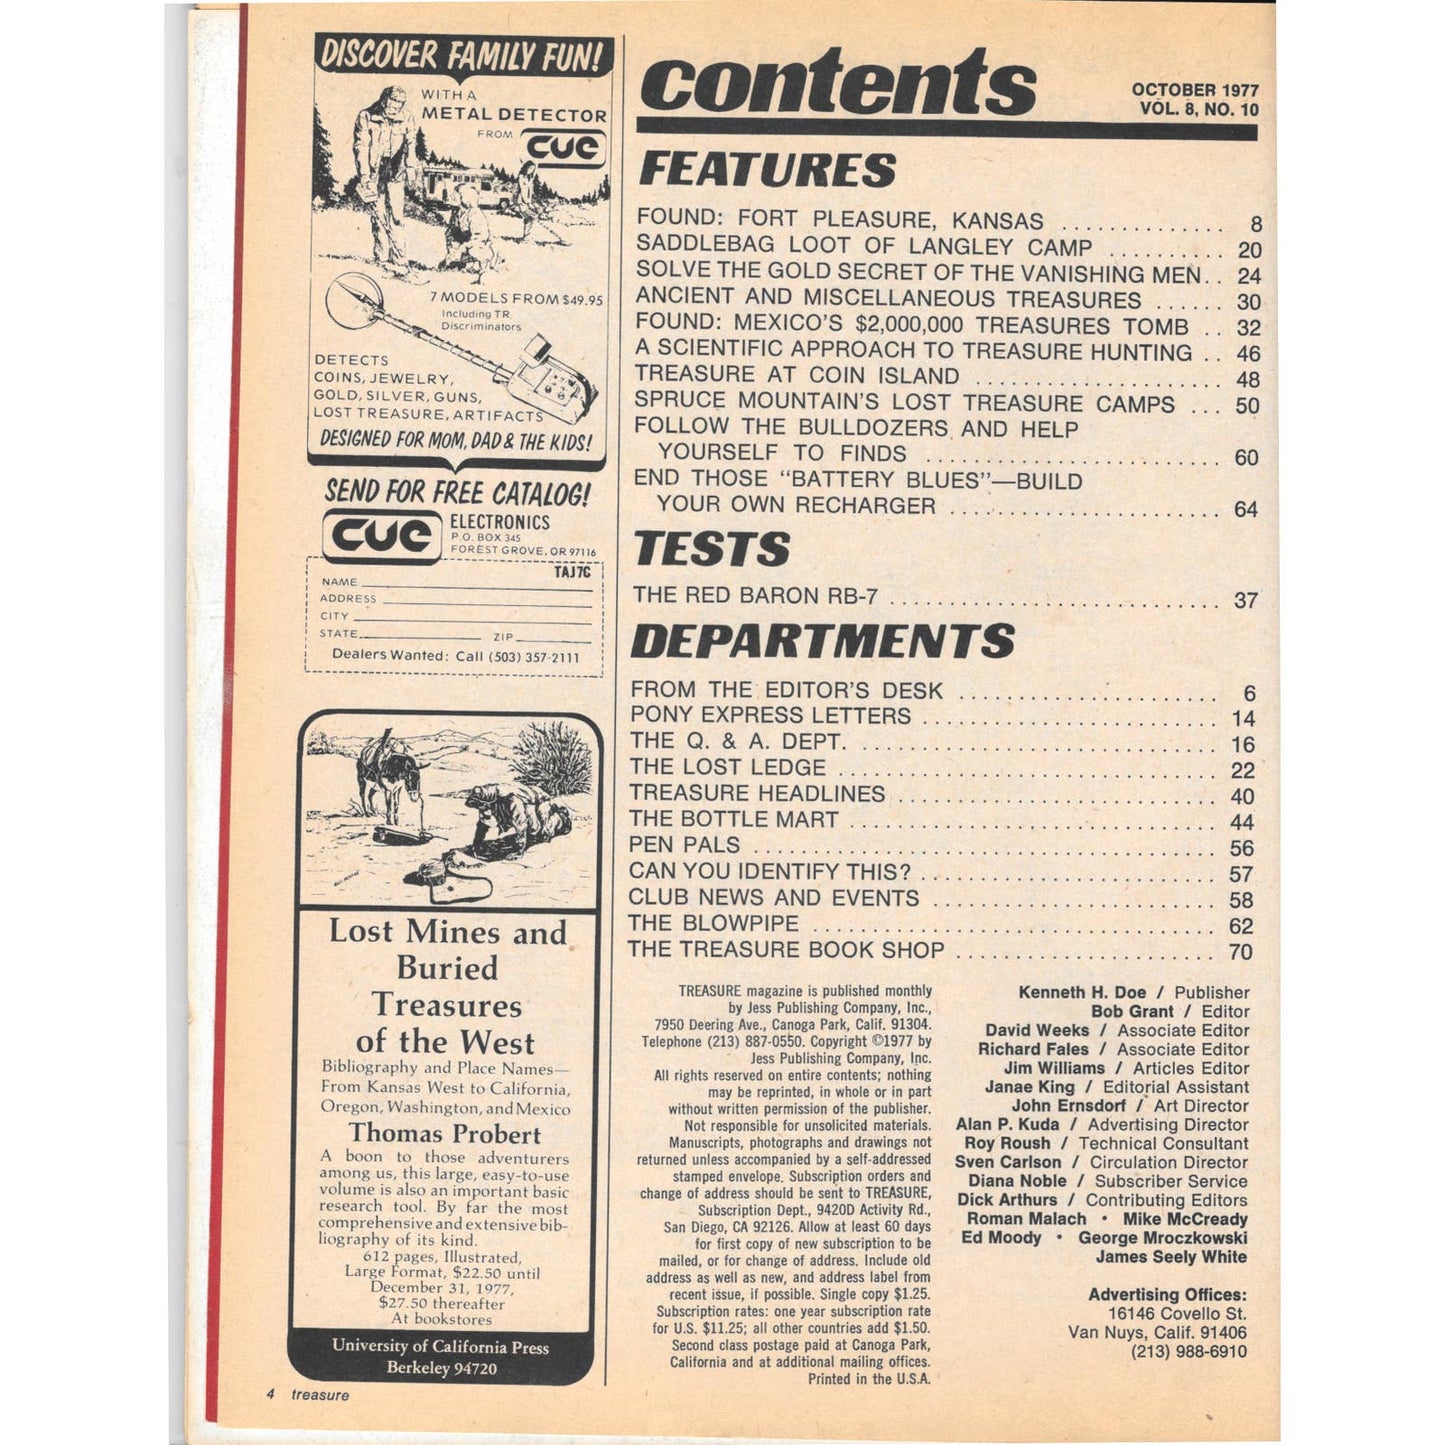 DISCOVER FAMILY FUN!
WITH A
METAL DETECTOR
FROM CUE
7 MODELS FROM $49.95
Including TR
Discriminators
DETECTS
COINS, JEWELRY,
GOLD, SILVER, GUNS,
LOST TREASURE, ARTIFACTS
DESIGNED FOR MOM, DAD & THE KIDS!
SEND FOR FREE CATALOG!
CUE ELECTRONICS
P.O. BOX 345
FOREST GROVE, OR 97116
TAJ7C
NAME
ADDRESS
CITY
STATE ZIP
Dealers Wanted: Call (503) 357-2111
Lost Mines and
Buried
Treasures
of the West
Bibliography and Place Names—
From Kansas West to California,
Oregon, Washington, and Mexico
Thomas Probert
A boon to those adventurers
among us, this large, easy-to-use
volume is also an important basic
research tool. By far the most
comprehensive and extensive bib-
liography of its kind.
612 pages, Illustrated,
Large Format, $22.50 until
December 31, 1977,
$27.50 thereafter
At bookstores
University of California Press
Berkeley 94720
4 treasure
contents
OCTOBER 1977
VOL. 8, NO. 10
FEATURES
FOUND: FORT PLEASURE, KANSAS .............. 8
SADDLEBAG LOOT OF LANGLEY CAMP ........... 20
SOLVE THE GOLD SECRET OF THE VANISHING MEN.. 24
ANCIENT AND MISCELLANEOUS TREASURES ...... 30
FOUND: MEXICO'S $2,000,000 TREASURES TOMB .. 32
A SCIENTIFIC APPROACH TO TREASURE HUNTING .. 46
TREASURE AT COIN ISLAND ..................... 48
SPRUCE MOUNTAIN'S LOST TREASURE CAMPS ... 50
FOLLOW THE BULLDOZERS AND HELP
YOURSELF TO FINDS ......................... 60
END THOSE "BATTERY BLUES"—BUILD
YOUR OWN RECHARGER ....................... 64
TESTS
THE RED BARON RB-7 ............................ 37
DEPARTMENTS
FROM THE EDITOR'S DESK ...................... 6
PONY EXPRESS LETTERS ......................... 14
THE Q. & A. DEPT. .............................. 16
THE LOST LEDGE ................................ 22
TREASURE HEADLINES ........................... 40
THE BOTTLE MART ............................... 44
PEN PALS ....................................... 56
CAN YOU IDENTIFY THIS? ......................... 57
CLUB NEWS AND EVENTS ........................ 58
THE BLOWPIPE .................................. 62
THE TREASURE BOOK SHOP ...................... 70
TREASURE magazine is published monthly
by Jess Publishing Company, Inc.,
7950 Deering Ave., Canoga Park, Calif. 91304.
Telephone (213) 887-0550. Copyright ©1977 by
Jess Publishing Company, Inc.
All rights reserved on entire contents; nothing
may be reprinted, in whole or in part
without written permission of the publisher.
Not responsible for unsolicited materials.
Manuscripts, photographs and drawings not
returned unless accompanied by a self-addressed
stamped envelope. Subscription orders and
change of address should be sent to TREASURE,
Subscription Dept., 9420D Activity Rd.,
San Diego, CA 92126. Allow at least 60 days
for first copy of new subscription to be
mailed, or for change of address. Include old
address as well as new, and address label from
recent issue, if possible. Single copy $1.25.
Subscription rates: one year subscription rate
for U.S. $11.25; all other countries add $1.50.
Second class postage paid at Canoga Park,
California and at additional mailing offices.
Printed in the U.S.A.
Kenneth H. Doe / Publisher
Bob Grant / Editor
David Weeks / Associate Editor
Richard Fales / Associate Editor
Jim Williams / Articles Editor
Janae King / Editorial Assistant
John Ernsdorf / Art Director
Alan P. Kuda / Advertising Director
Roy Roush / Technical Consultant
Sven Carlson / Circulation Director
Diana Noble / Subscriber Service
Dick Arthurs / Contributing Editors
Roman Malach • Mike McCready
Ed Moody • George Mroczkowski
James Seely White
Advertising Offices:
16146 Covello St.
Van Nuys, Calif. 91406
(213) 988-6910